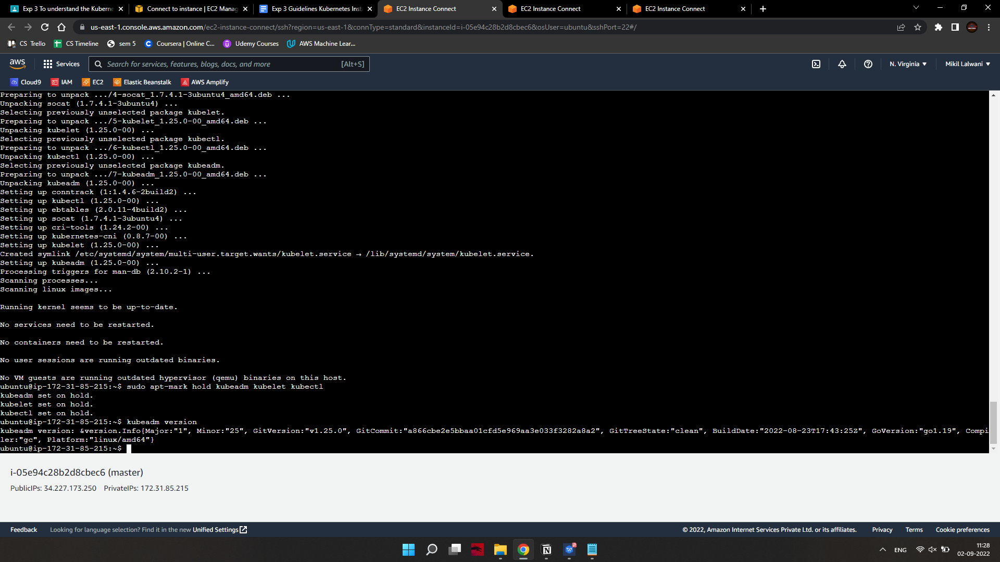 Exp 3 To understand the Kuberne
Connect to instance | EC2 Manag
Exp 3 Guidelines Kubernetes Inst
EC2 Instance Connect
EC2 Instance Connect
EC2 Instance Connect
us-east-1.console.aws.amazon.com/ec2-instance-connect/ssh?region=us-east-1&connType=standard&instanceId=i-05e94c28b2d8cbec6&osUser=ubuntu&sshPort=22#/
CS Trello
CS Timeline
sem 5
Coursera | Online C...
Udemy Courses
AWS Machine Lear...
aws
Services
Search for services, features, blogs, docs, and more
[Alt+S]
N. Virginia
Mikil Lalwani
Cloud9
IAM
EC2
Elastic Beanstalk
AWS Amplify
Preparing to unpack .../4-socat_1.7.4.1-3ubuntu4_amd64.deb ...
Unpacking socat (1.7.4.1-3ubuntu4) ...
Selecting previously unselected package kubelet.
Preparing to unpack .../5-kubelet_1.25.0-00_amd64.deb ...
Unpacking kubelet (1.25.0-00) ...
Selecting previously unselected package kubectl.
Preparing to unpack .../6-kubectl_1.25.0-00_amd64.deb ...
Unpacking kubectl (1.25.0-00) ...
Selecting previously unselected package kubeadm.
Preparing to unpack .../7-kubeadm_1.25.0-00_amd64.deb ...
Unpacking kubeadm (1.25.0-00) ...
Setting up conntrack (1:1.4.6-2build2) ...
Setting up kubectl (1.25.0-00) ...
Setting up ebtables (2.0.11-4build2) ...
Setting up socat (1.7.4.1-3ubuntu4) ...
Setting up cri-tools (1.24.2-00) ...
Setting up kubernetes-cni (0.8.7-00) ...
Setting up kubelet (1.25.0-00) ...
Created symlink /etc/systemd/system/multi-user.target.wants/kubelet.service → /lib/systemd/system/kubelet.service.
Setting up kubeadm (1.25.0-00) ...
Processing triggers for man-db (2.10.2-1) ...
Scanning processes...
Scanning linux images...
Running kernel seems to be up-to-date.
No services need to be restarted.
No containers need to be restarted.
No user sessions are running outdated binaries.
No VM guests are running outdated hypervisor (qemu) binaries on this host.
ubuntu@ip-172-31-85-215:~$ sudo apt-mark hold kubeadm kubelet kubectl
kubeadm set on hold.
kubelet set on hold.
kubectl set on hold.
ubuntu@ip-172-31-85-215:~$ kubeadm version
kubeadm version: &version.Info{Major:"1", Minor:"25", GitVersion:"v1.25.0", GitCommit:"a866cbe2e5bbaa01cfd5e969aa3e033f3282a8a2", GitTreeState:"clean", BuildDate:"2022-08-23T17:43:25Z", GoVersion:"go1.19", Compi
ler:"gc", Platform:"linux/amd64"}
ubuntu@ip-172-31-85-215:~$
i-05e94c28b2d8cbec6 (master)
PublicIPs: 34.227.173.250 PrivateIPs: 172.31.85.215
Feedback
Looking for language selection? Find it in the new Unified Settings
© 2022, Amazon Internet Services Private Ltd. or its affiliates.
Privacy
Terms
Cookie preferences
ENG
11:28
02-09-2022